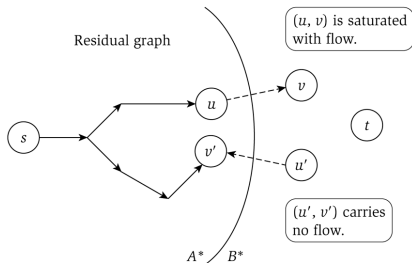 (u, v) is saturated
with flow.
Residual graph
u
v
s
v′
u′
t
(u′, v′) carries
no flow.
A* B*